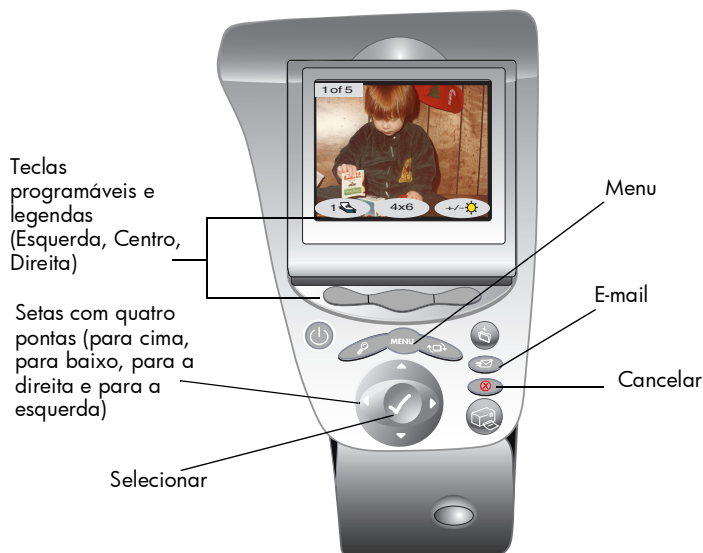 1 of 5
1
4x6
+/-
Teclas
programáveis e
legendas
(Esquerda, Centro,
Direita)
Menu
E-mail
Setas com quatro
pontas (para cima,
para baixo, para a
direita e para a
esquerda)
MENU
Cancelar
Selecionar